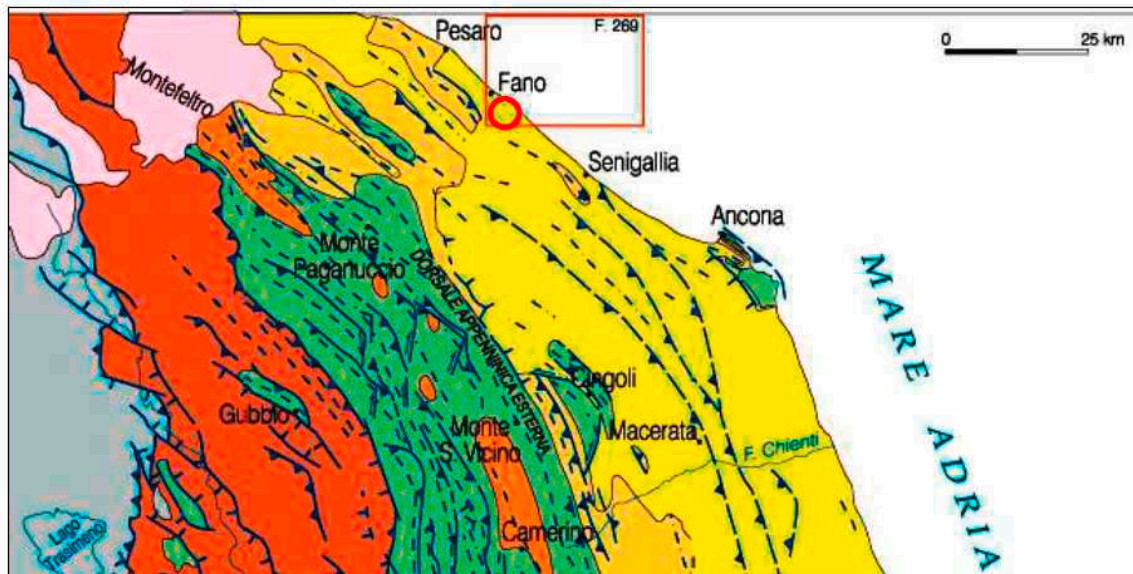 Pesaro
F. 269
0 25 km
Montefeltro
Fano
Senigallia
Ancona
Monte
Paganuccio
DORSALE APPENNINICA ESTERNA
MARE ADRIA
Cingoli
Gubbio
Monte
S. Vicino
Macerata
F. Chienti
Camerino
Lago
Trasimeno